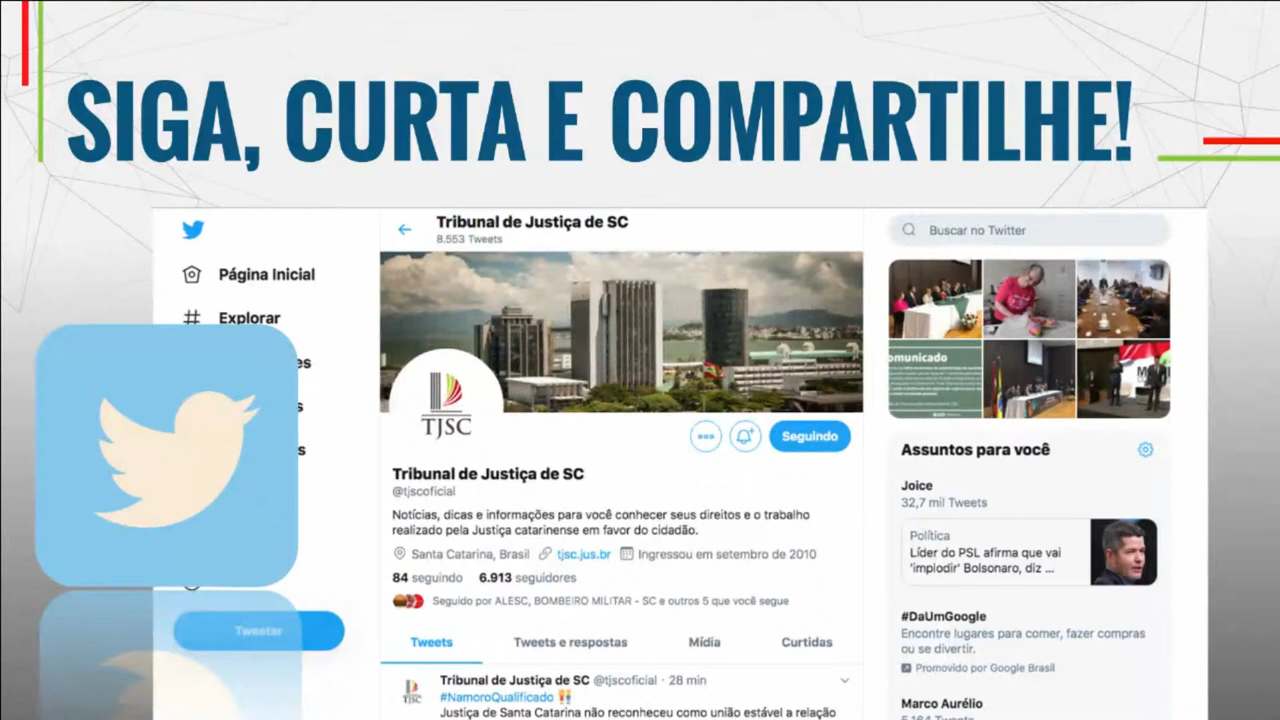 SIGA, CURTA E COMPARTILHE!
Página Inicial
Explorar
es
s
s
Tweetar
Tribunal de Justiça de SC
8.553 Tweets
TJSC
Seguindo
Tribunal de Justiça de SC
@tjscoficial
Notícias, dicas e informações para você conhecer seus direitos e o trabalho
realizado pela Justiça catarinense em favor do cidadão.
Santa Catarina, Brasil tjsc.jus.br Ingressou em setembro de 2010
84 seguindo 6.913 seguidores
Seguido por ALESC, BOMBEIRO MILITAR - SC e outros 5 que você segue
Tweets Tweets e respostas Mídia Curtidas
TJSC
Tribunal de Justiça de SC @tjscoficial · 28 min
#NamoroQualificado
Justiça de Santa Catarina não reconheceu como união estável a relação
Buscar no Twitter
omunicado
Assuntos para você
Joice
32,7 mil Tweets
Política
Líder do PSL afirma que vai
'implodir' Bolsonaro, diz ...
#DaUmGoogle
Encontre lugares para comer, fazer compras
ou se divertir.
Promovido por Google Brasil
Marco Aurélio
5.164 Tweets